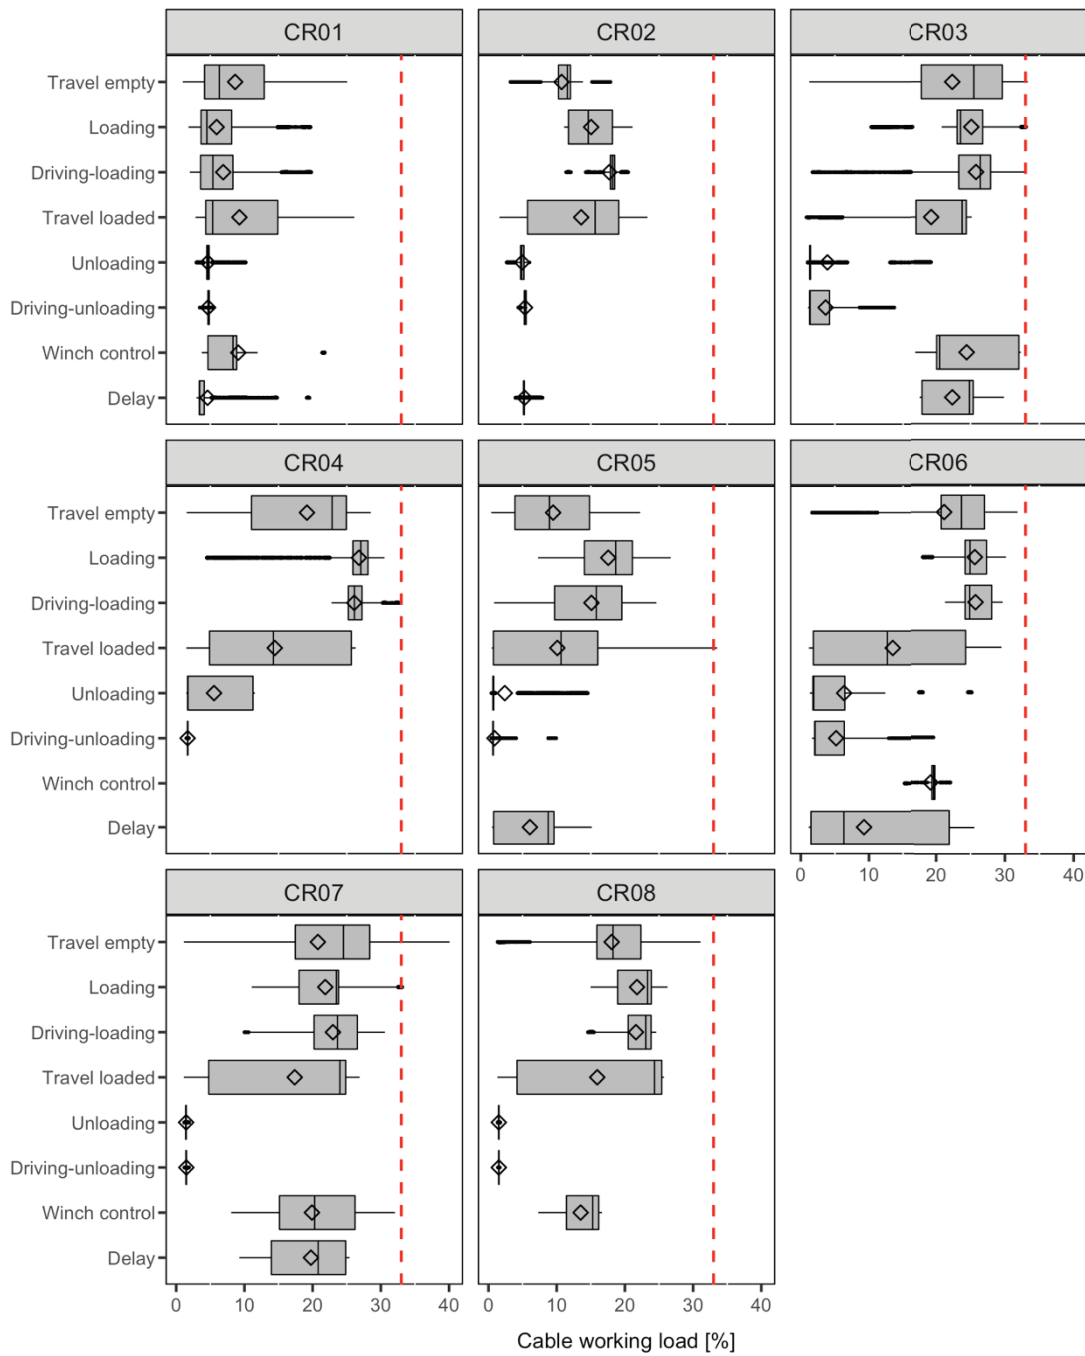 CR01 CR02 CR03
Travel empty
Loading
Driving-loading
Travel loaded
Unloading
Driving-unloading
Winch control
Delay
CR04 CR05 CR06
Travel empty
Loading
Driving-loading
Travel loaded
Unloading
Driving-unloading
Winch control
Delay
0 10 20 30 40
CR07 CR08
Travel empty
Loading
Driving-loading
Travel loaded
Unloading
Driving-unloading
Winch control
Delay
0 10 20 30 40 0 10 20 30 40
Cable working load [%]